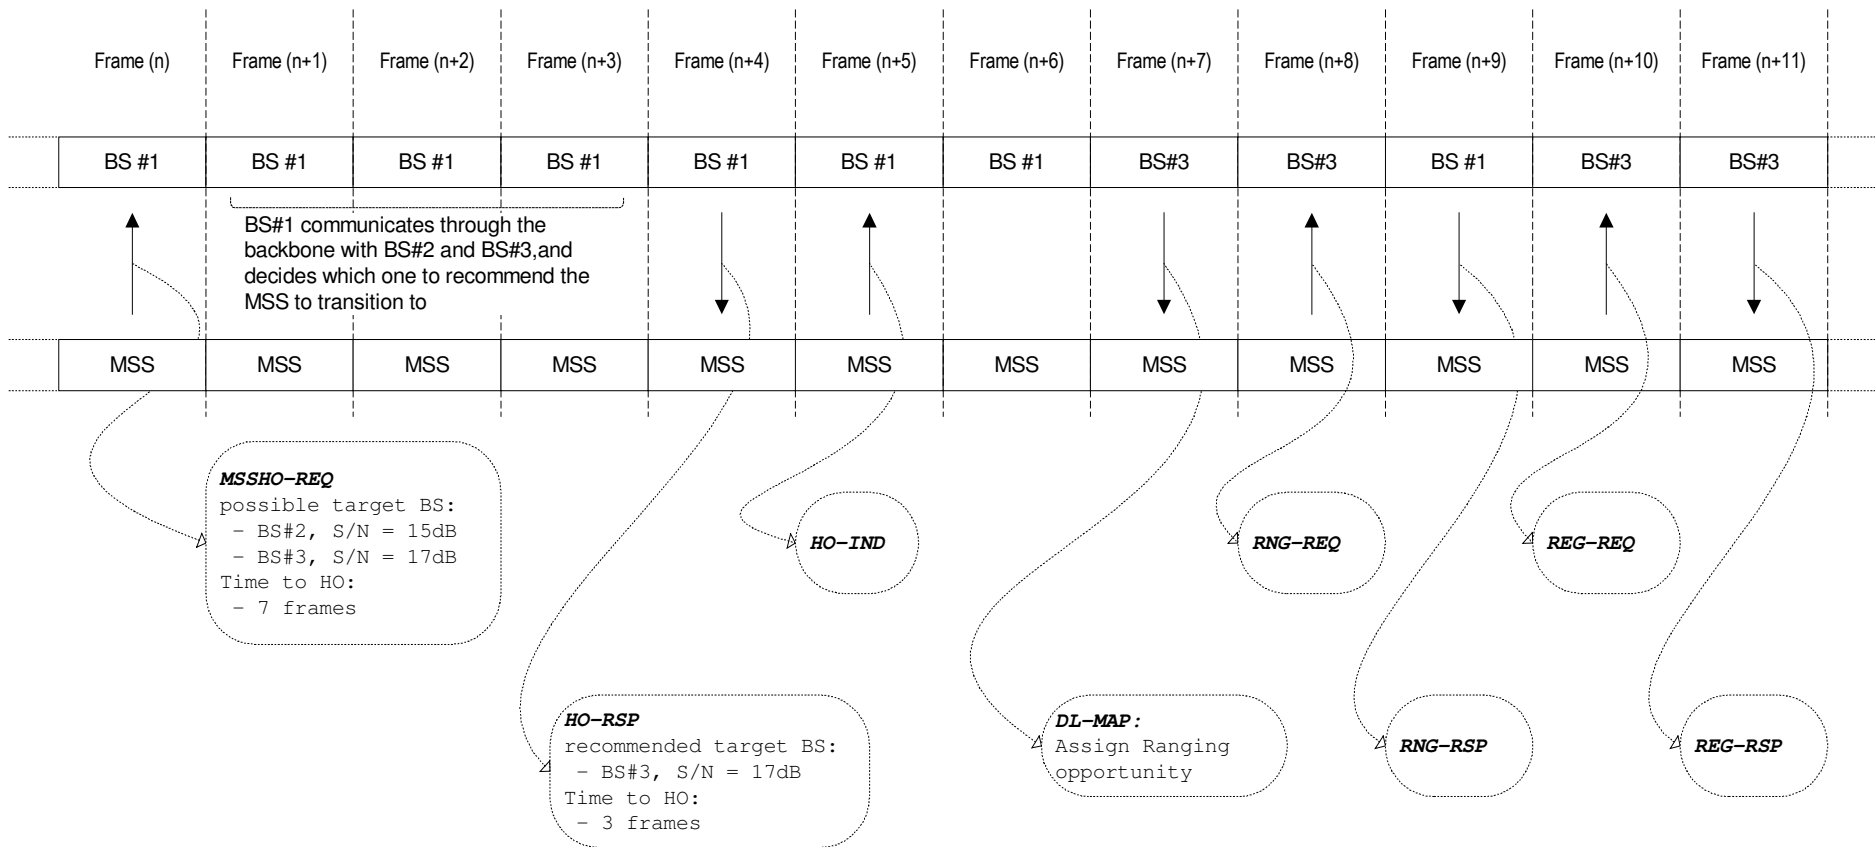 Frame (n) Frame (n+1) Frame (n+2) Frame (n+3) Frame (n+4) Frame (n+5) Frame (n+6) Frame (n+7) Frame (n+8) Frame (n+9) Frame (n+10) Frame (n+11)
BS #1 BS #1 BS #1 BS #1 BS #1 BS #1 BS #1 BS#3 BS#3 BS #1 BS#3 BS#3
BS#1 communicates through the
backbone with BS#2 and BS#3,and
decides which one to recommend the
MSS to transition to
MSS MSS MSS MSS MSS MSS MSS MSS MSS MSS MSS MSS
MSSHO-REQ
possible target BS:
- BS#2, S/N = 15dB
- BS#3, S/N = 17dB
Time to HO:
- 7 frames
HO-IND
RNG-REQ
REG-REQ
HO-RSP
recommended target BS:
- BS#3, S/N = 17dB
Time to HO:
- 3 frames
DL-MAP:
Assign Ranging
opportunity
RNG-RSP
REG-RSP